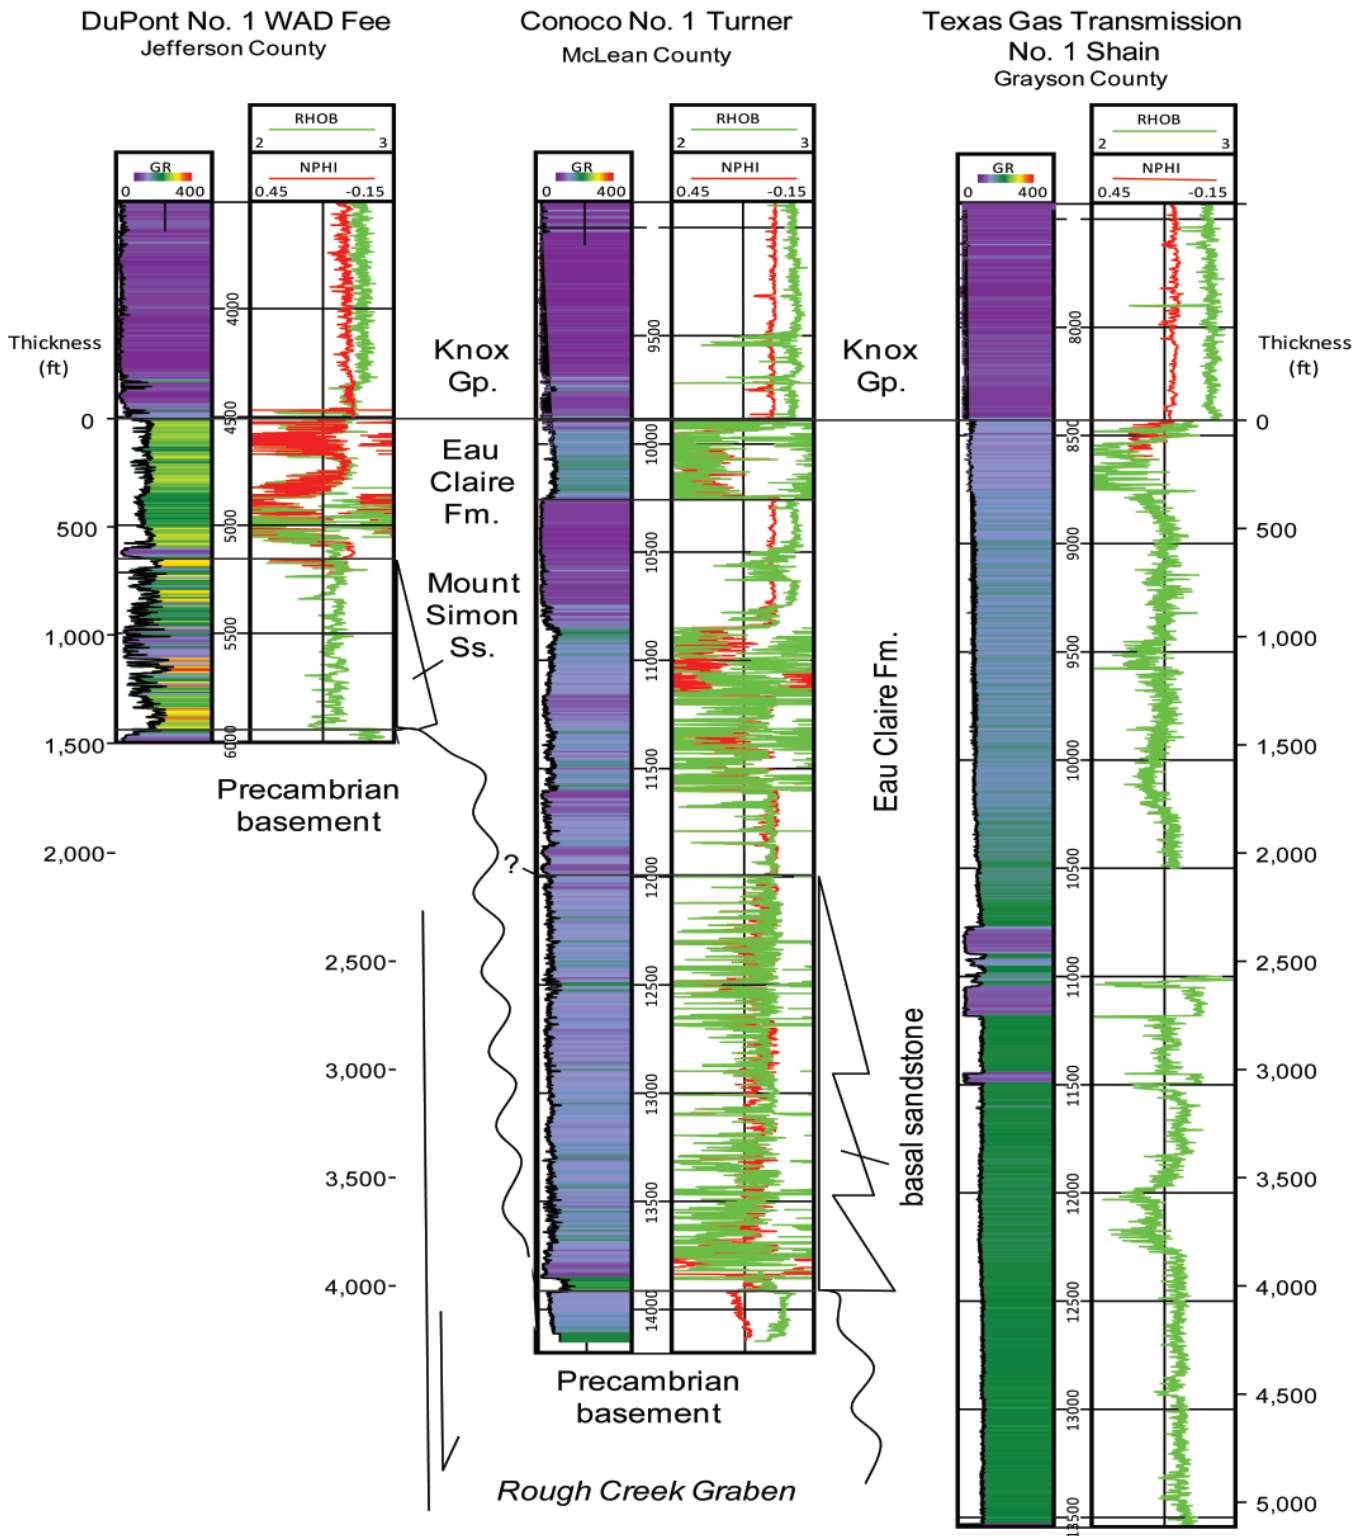 DuPont No. 1 WAD Fee
Jefferson County
Conoco No. 1 Turner
McLean County
Texas Gas Transmission
No. 1 Shain
Grayson County
RHOB
2 3
GR
0 400
NPHI
0.45 -0.15
RHOB
2 3
GR
0 400
NPHI
0.45 -0.15
RHOB
2 3
GR
0 400
NPHI
0.45 -0.15
Thickness
(ft)
0
500
1,000
1,500
2,000
2,500
3,000
3,500
4,000
4000
4500
5000
5500
6000
Knox
Gp.
Eau
Claire
Fm.
Mount
Simon
Ss.
Precambrian
basement
?
9500
10000
10500
11000
11500
12000
12500
13000
13500
14000
Precambrian
basement
Rough Creek Graben
Knox
Gp.
Eau Claire Fm.
basal sandstone
8000
8500
9000
9500
10000
10500
11000
11500
12000
12500
13000
13500
Thickness
(ft)
0
500
1,000
1,500
2,000
2,500
3,000
3,500
4,000
4,500
5,000